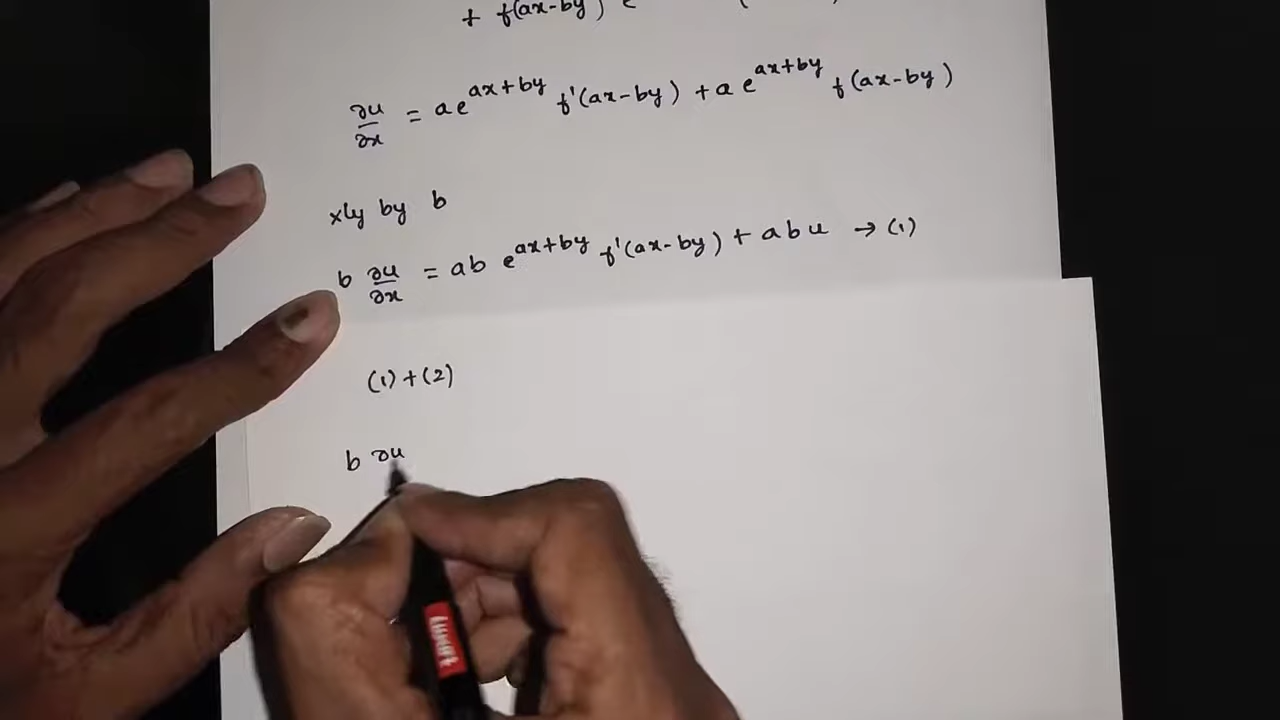 + f(ax-by) e
∂u/∂x = a e^{ax+by} f'(ax-by) + a e^{ax+by} f(ax-by)
xly by b
b ∂u/∂x = ab e^{ax+by} f'(ax-by) + abu → (1)
(1) + (2)
b ∂u